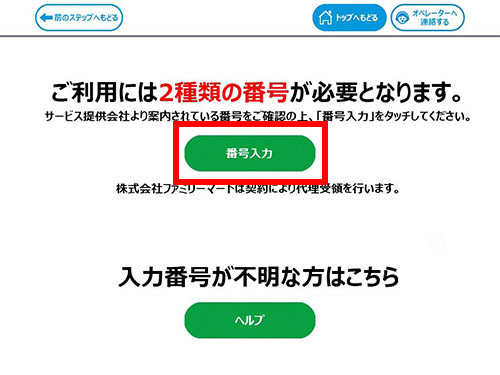 前のステップへもどる
トップへもどる
オペレーターへ
連絡する
ご利用には2種類の番号が必要となります。
サービス提供会社より案内されている番号をご確認の上、「番号入力」をタッチしてください。
番号入力
株式会社ファミリーマートは契約により代理受領を行います。
入力番号が不明な方はこちら
ヘルプ